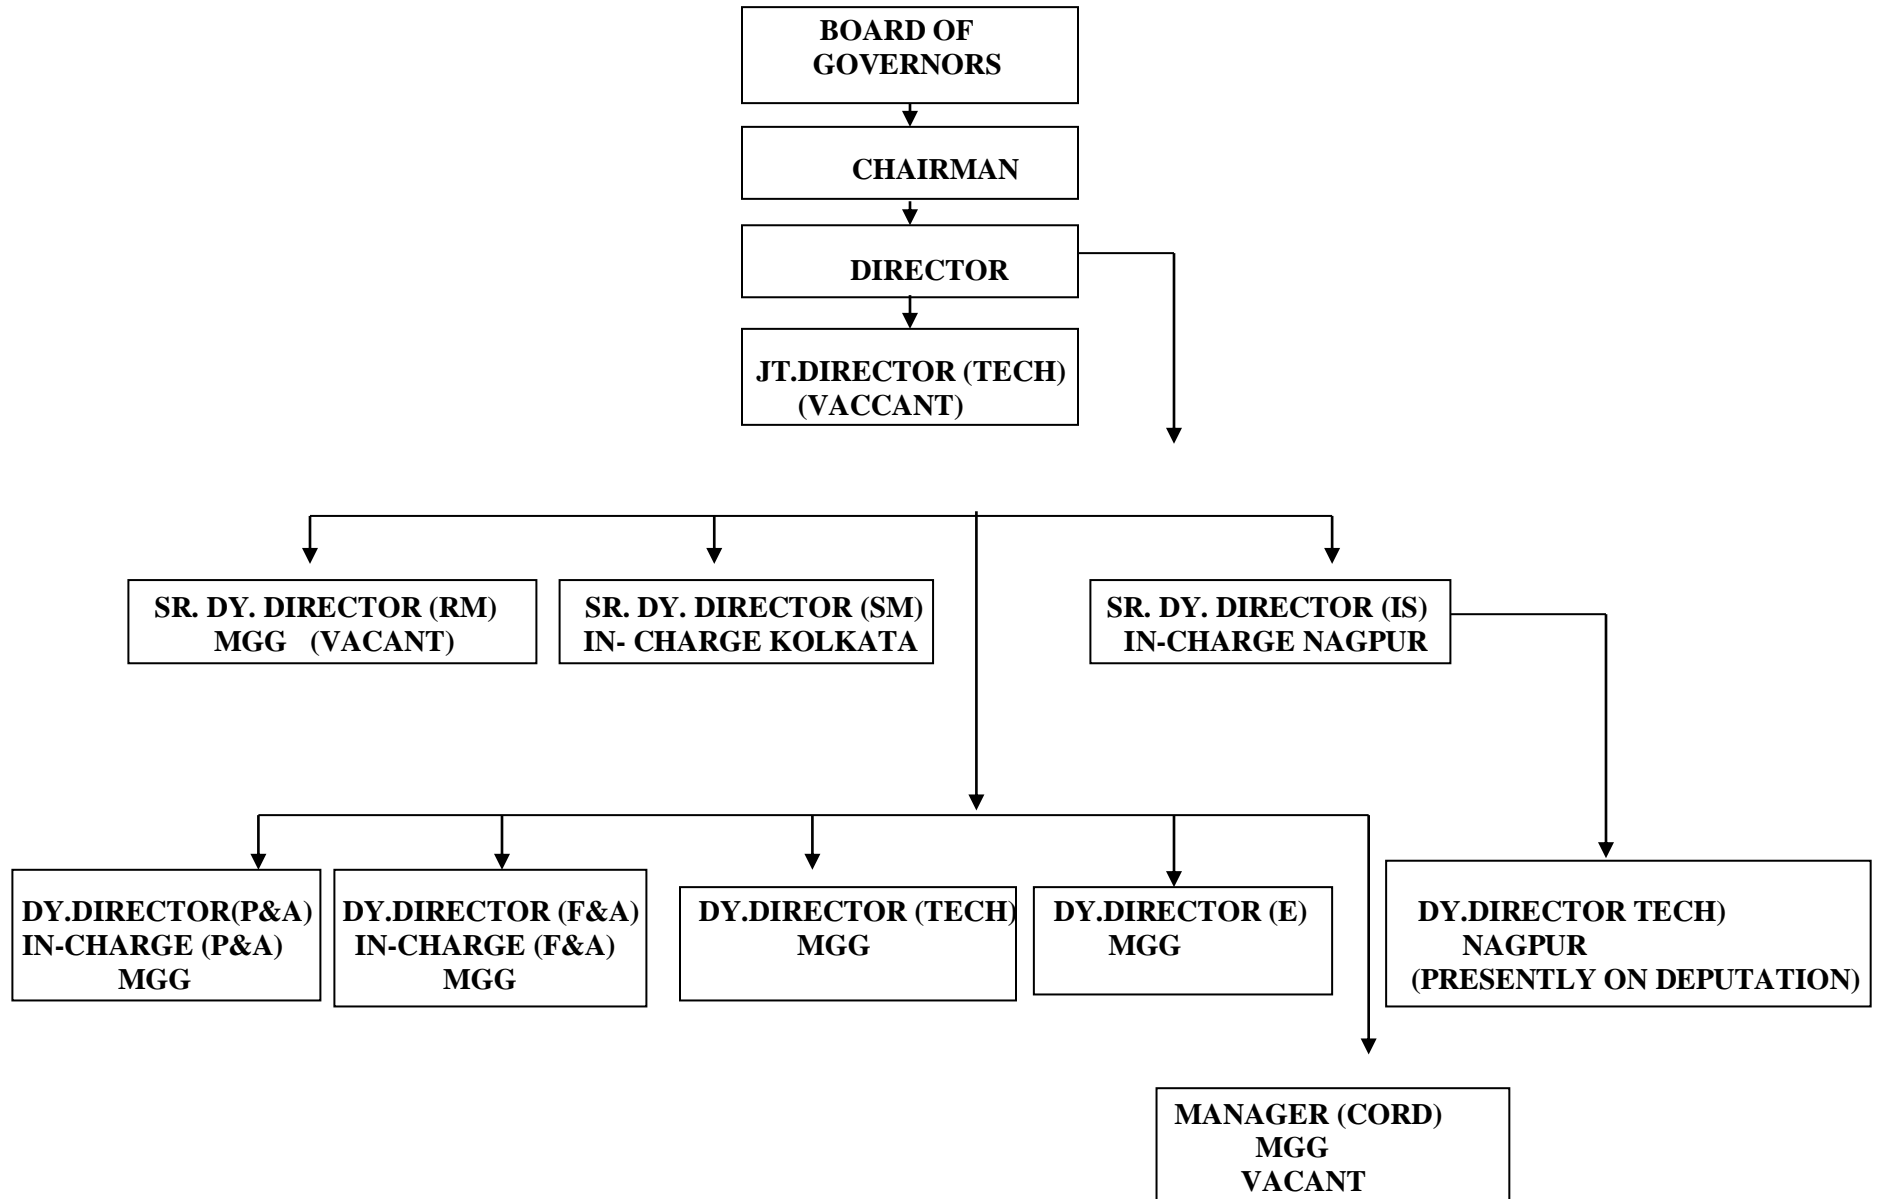 BOARD OF
GOVERNORS
CHAIRMAN
DIRECTOR
JT.DIRECTOR (TECH)
(VACCANT)
SR. DY. DIRECTOR (RM)
MGG (VACANT)
SR. DY. DIRECTOR (SM)
IN- CHARGE KOLKATA
SR. DY. DIRECTOR (IS)
IN-CHARGE NAGPUR
DY.DIRECTOR(P&A)
IN-CHARGE (P&A)
MGG
DY.DIRECTOR (F&A)
IN-CHARGE (F&A)
MGG
DY.DIRECTOR (TECH)
MGG
DY.DIRECTOR (E)
MGG
DY.DIRECTOR TECH)
NAGPUR
(PRESENTLY ON DEPUTATION)
MANAGER (CORD)
MGG
VACANT